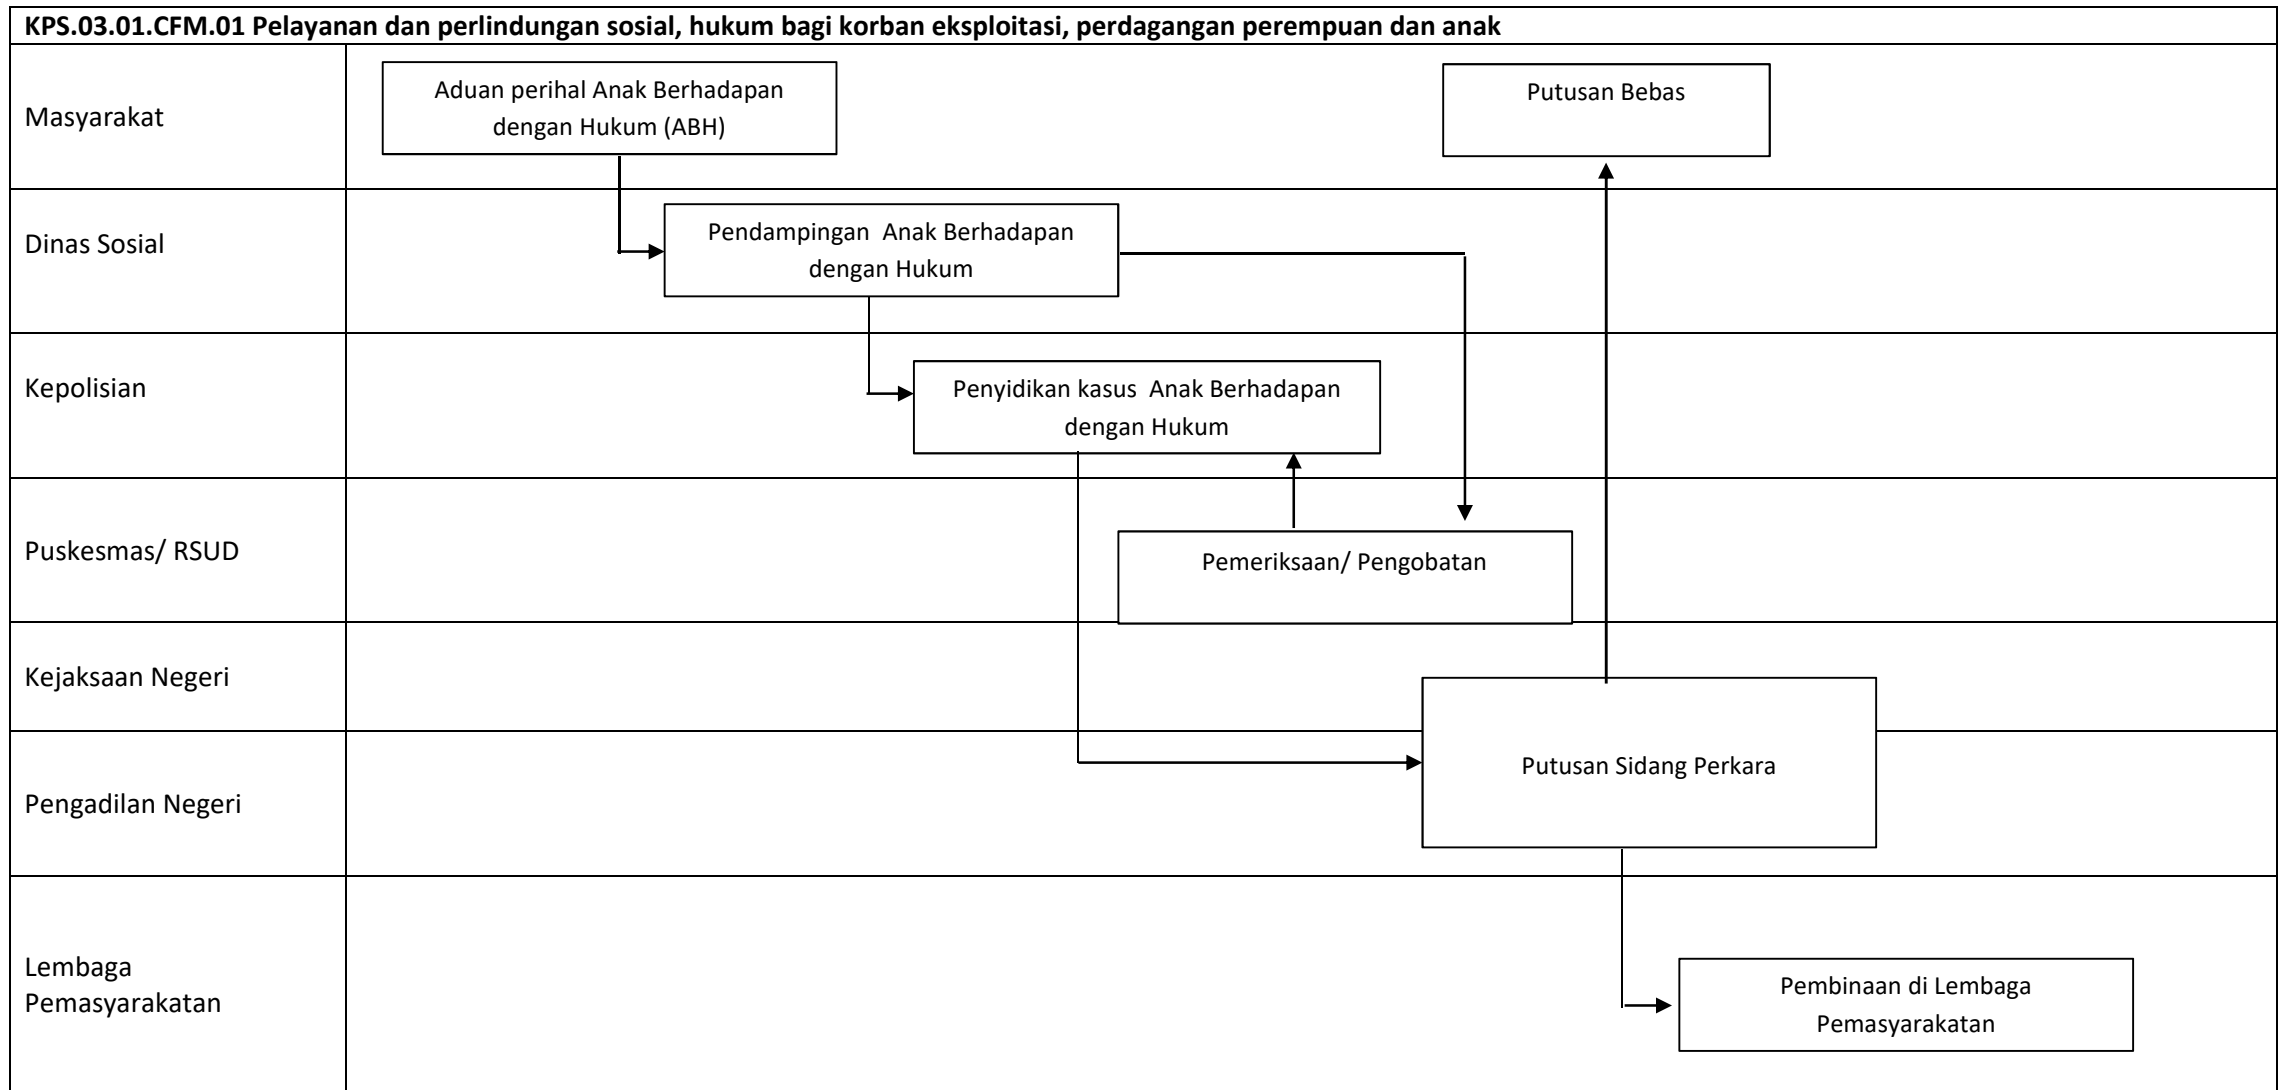 KPS.03.01.CFM.01 Pelayanan dan perlindungan sosial, hukum bagi korban eksploitasi, perdagangan perempuan dan anak
Masyarakat
Aduan perihal Anak Berhadapan
dengan Hukum (ABH)
Putusan Bebas
Dinas Sosial
Pendampingan  Anak Berhadapan
dengan Hukum
Kepolisian
Penyidikan kasus  Anak Berhadapan
dengan Hukum
Puskesmas/ RSUD
Pemeriksaan/ Pengobatan
Kejaksaan Negeri
Putusan Sidang Perkara
Pengadilan Negeri
Lembaga
Pemasyarakatan
Pembinaan di Lembaga
Pemasyarakatan